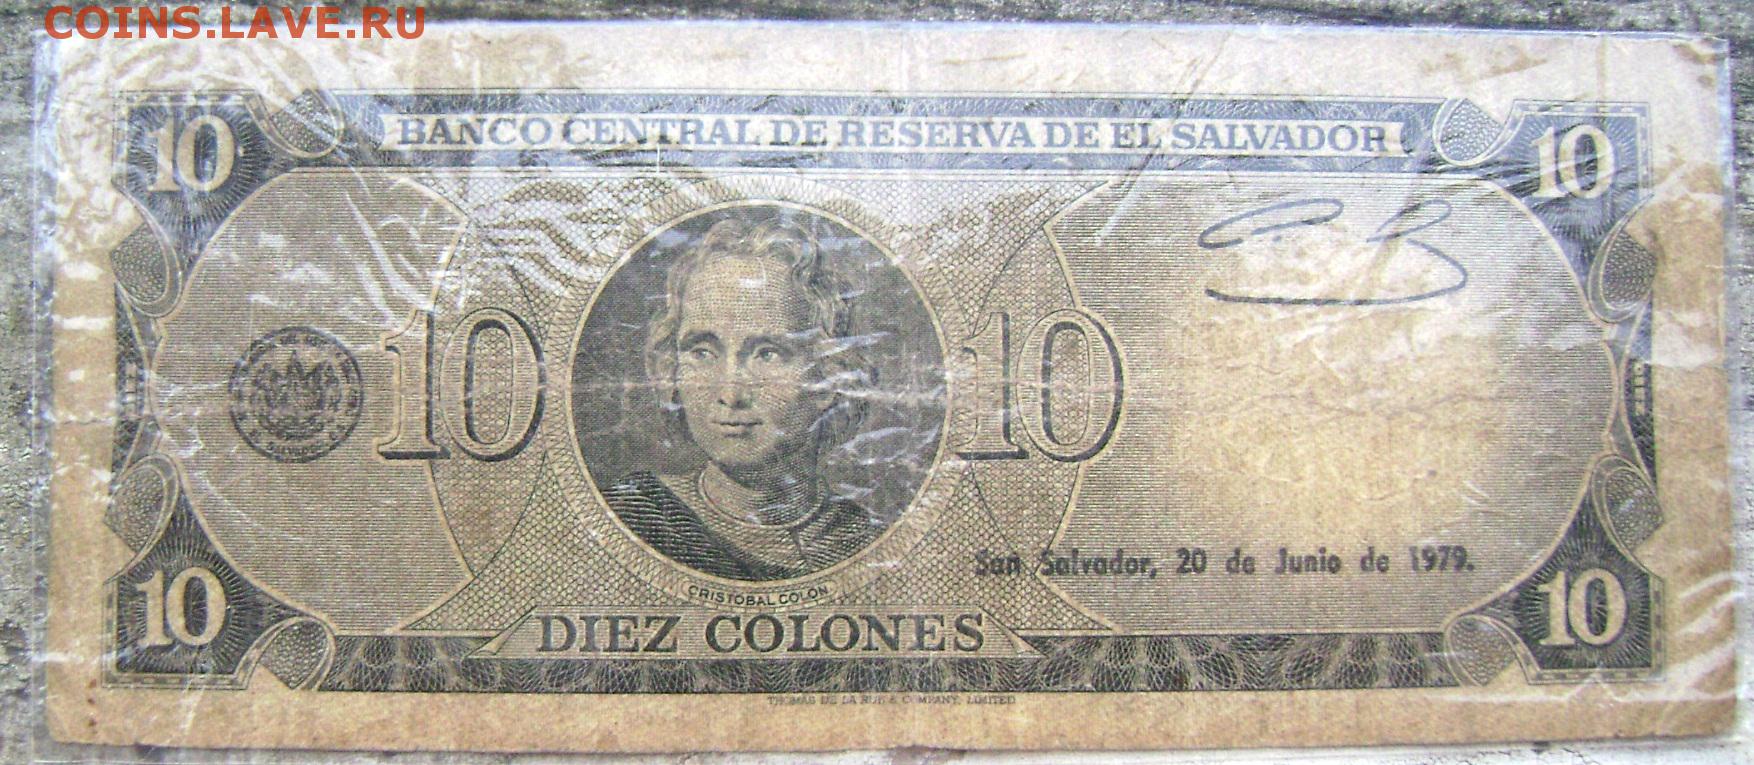 COINS.LAVE.RU
10 BANCO CENTRAL DE RESERVA DE EL SALVADOR 10
10 10
SALVADOR
San Salvador, 20 de Junio de 1979.
CRISTOBAL COLON
10 DIEZ COLONES 10
THOMAS DE LA RUE & COMPANY, LIMITED